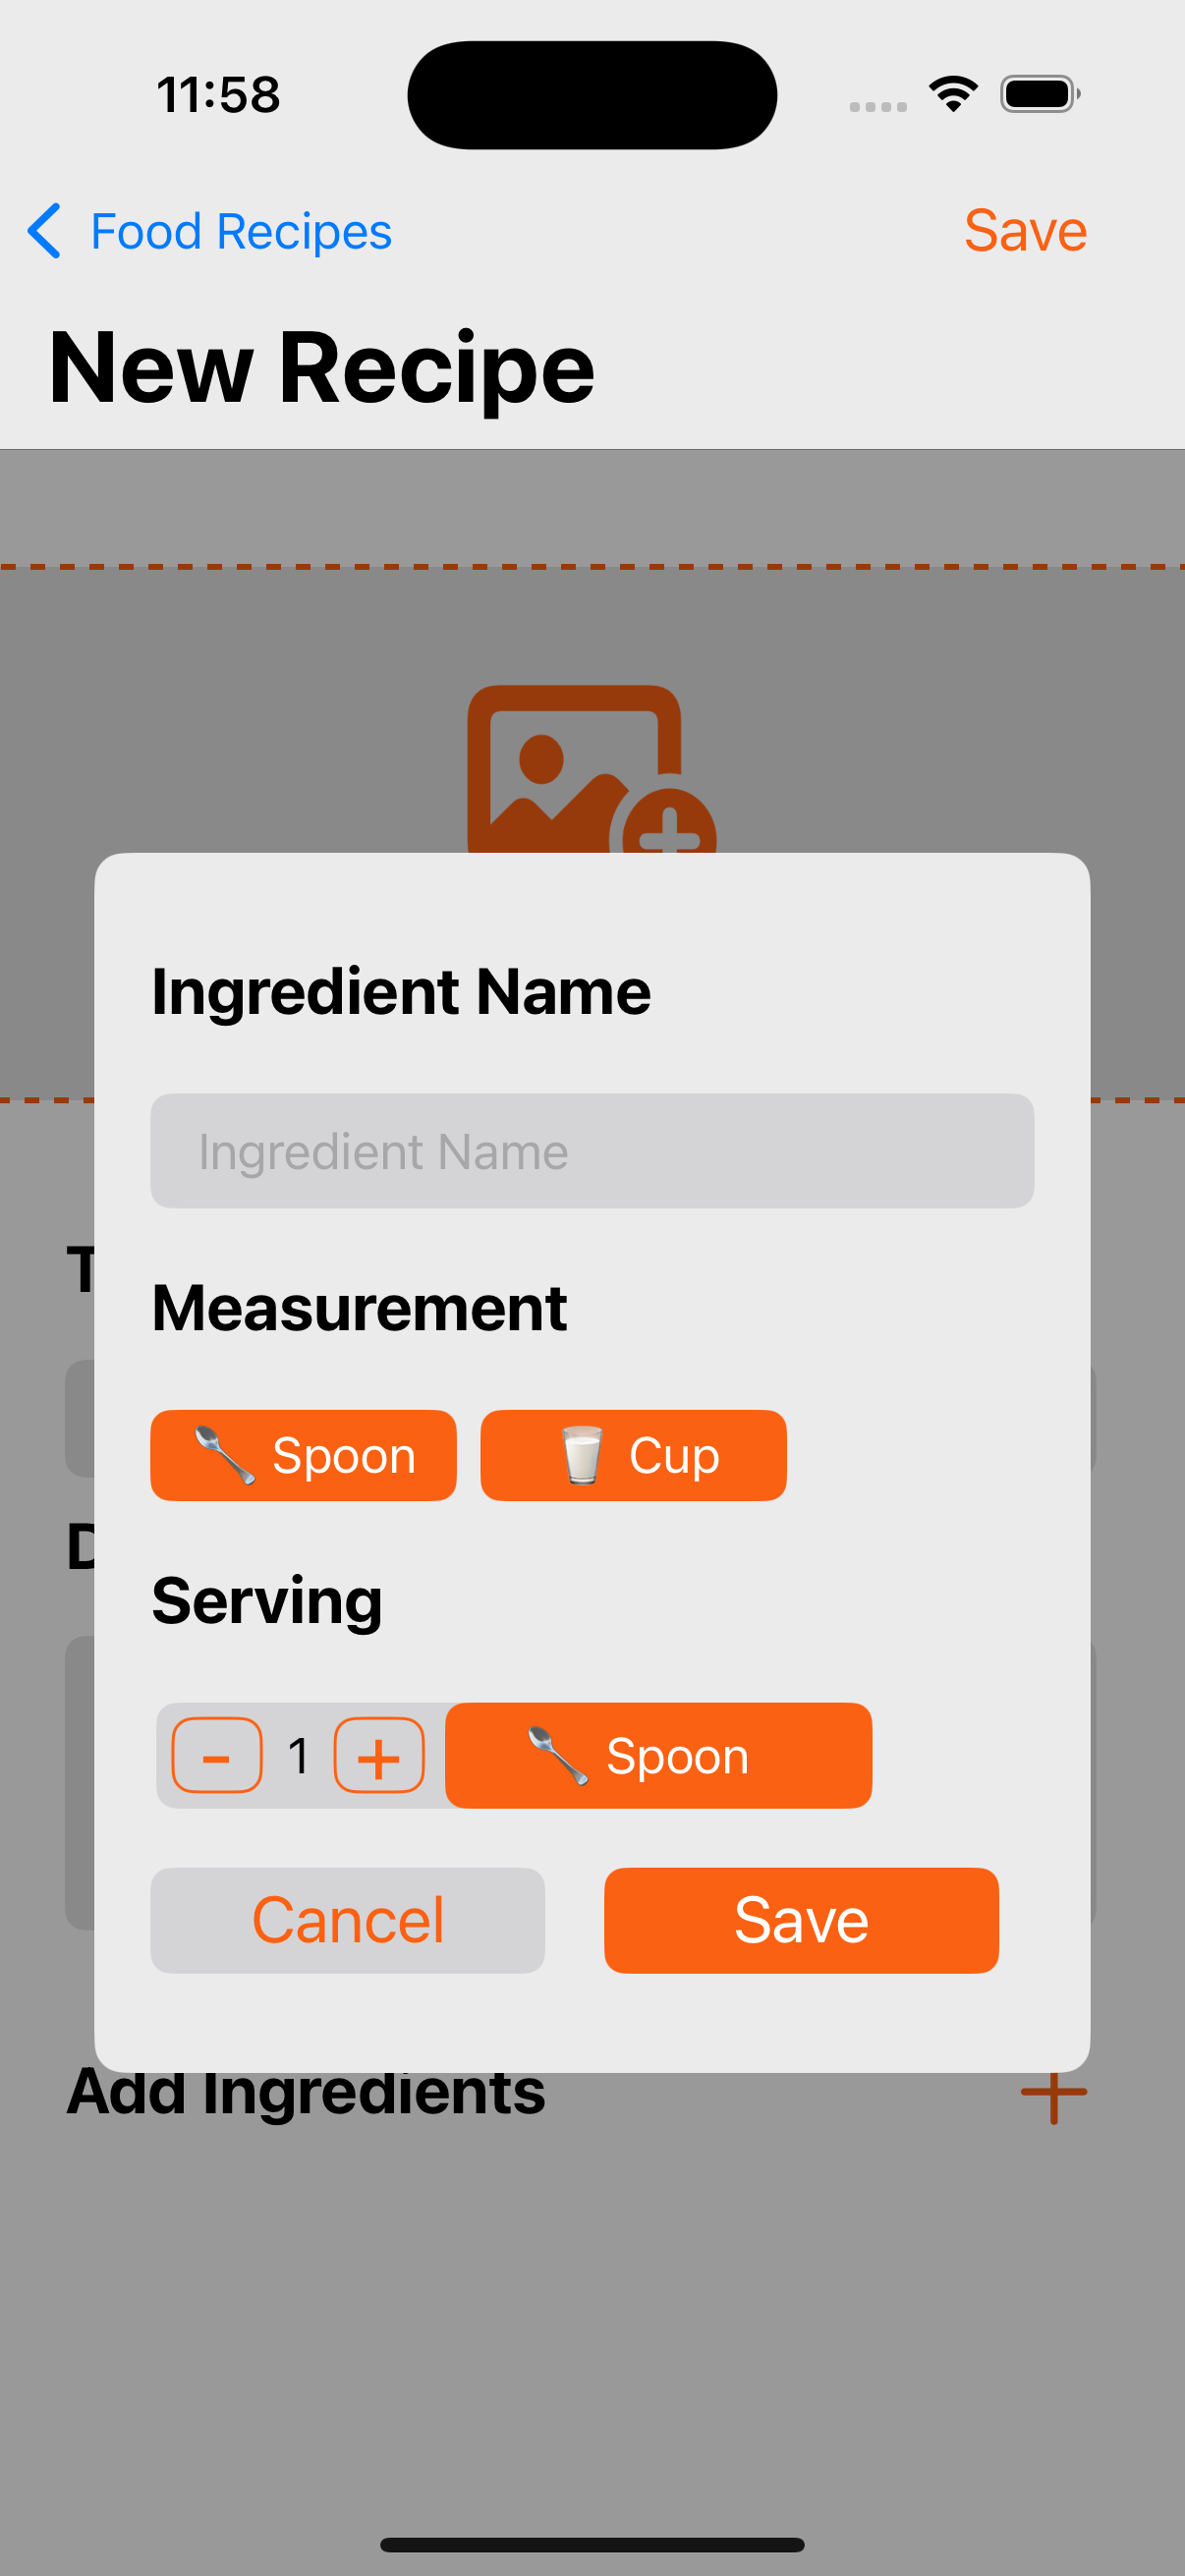 11:58
Food Recipes
Save
New Recipe
Ingredient Name
Ingredient Name
Measurement
🥄 Spoon 🥛 Cup
Serving
- 1 + 🥄 Spoon
Cancel Save
Add Ingredients